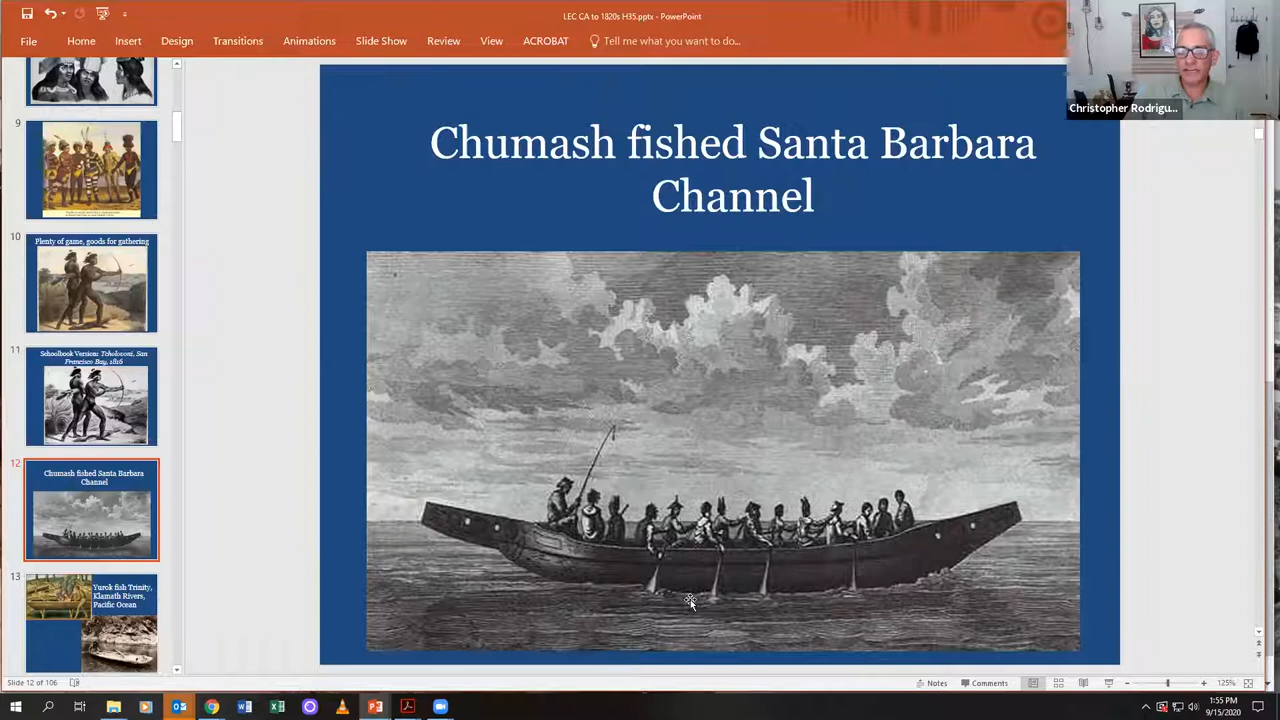 LEC CA to 1820s H35.pptx - PowerPoint
File Home Insert Design Transitions Animations Slide Show Review View ACROBAT Tell me what you want to do...
Christopher Rodrigu...
9
10
Plenty of game, goods for gathering
11
Schoolbook Version: Tcholovoni, San
Francisco Bay, 1816
12
Chumash fished Santa Barbara
Channel
13
Yurok fish Trinity,
Klamath Rivers,
Pacific Ocean
Chumash fished Santa Barbara
Channel
Slide 12 of 106
Notes Comments
125%
1:55 PM
9/15/2020